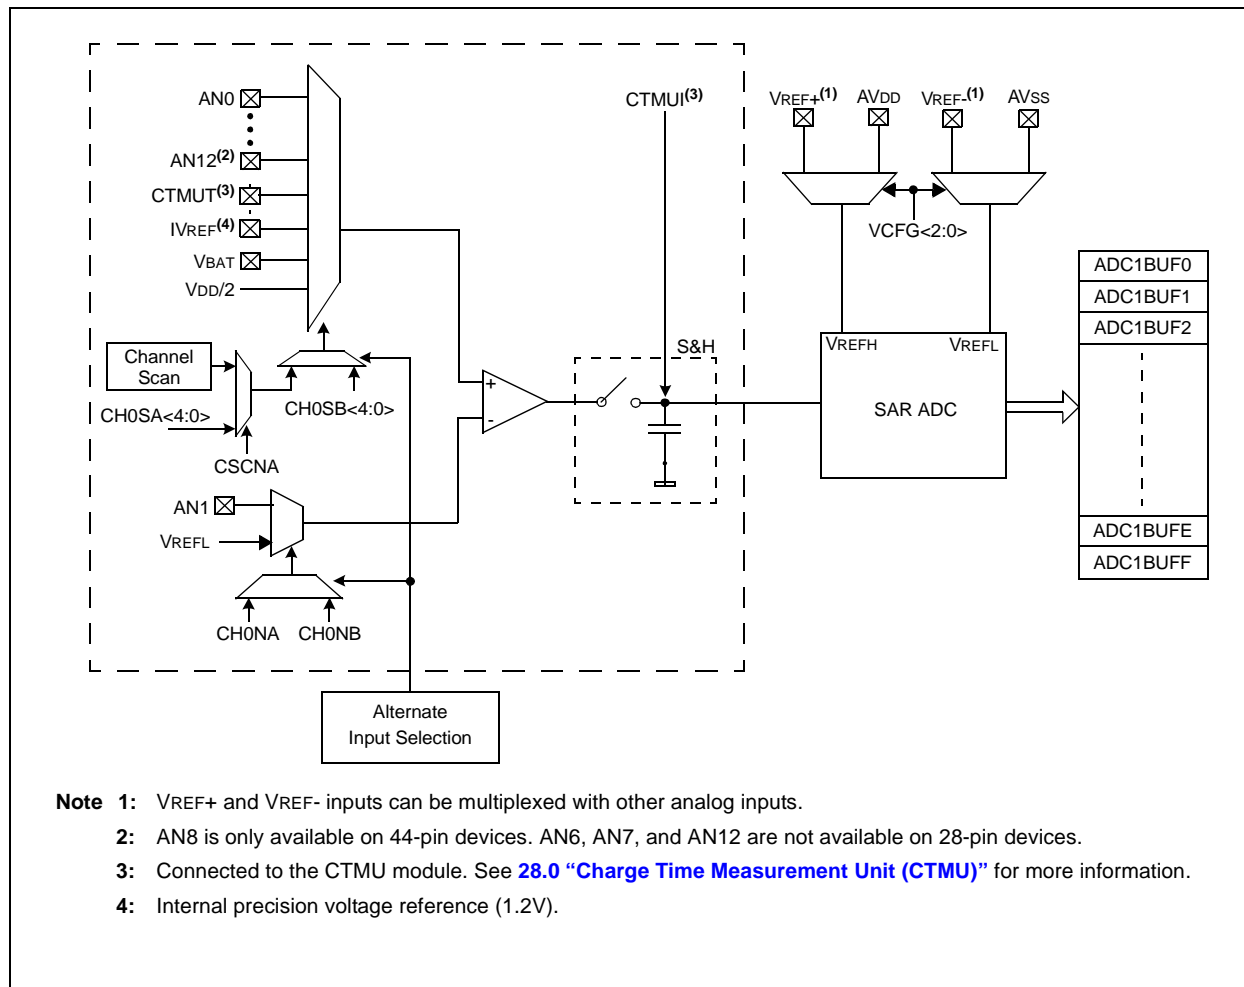 AN0
AN12(2)
CTMUT(3)
IVREF(4)
VBAT
VDD/2
CTMUI(3)
VREF+(1)
AVDD
VREF-(1)
AVSS
VCFG<2:0>
Channel
Scan
CH0SA<4:0>
CH0SB<4:0>
CSCNA
+
-
S&H
VREFH
VREFL
SAR ADC
ADC1BUF0
ADC1BUF1
ADC1BUF2
ADC1BUFE
ADC1BUFF
AN1
VREFL
CH0NA
CH0NB
Alternate
Input Selection
Note 1: VREF+ and VREF- inputs can be multiplexed with other analog inputs.
2: AN8 is only available on 44-pin devices. AN6, AN7, and AN12 are not available on 28-pin devices.
3: Connected to the CTMU module. See 28.0 “Charge Time Measurement Unit (CTMU)” for more information.
4: Internal precision voltage reference (1.2V).